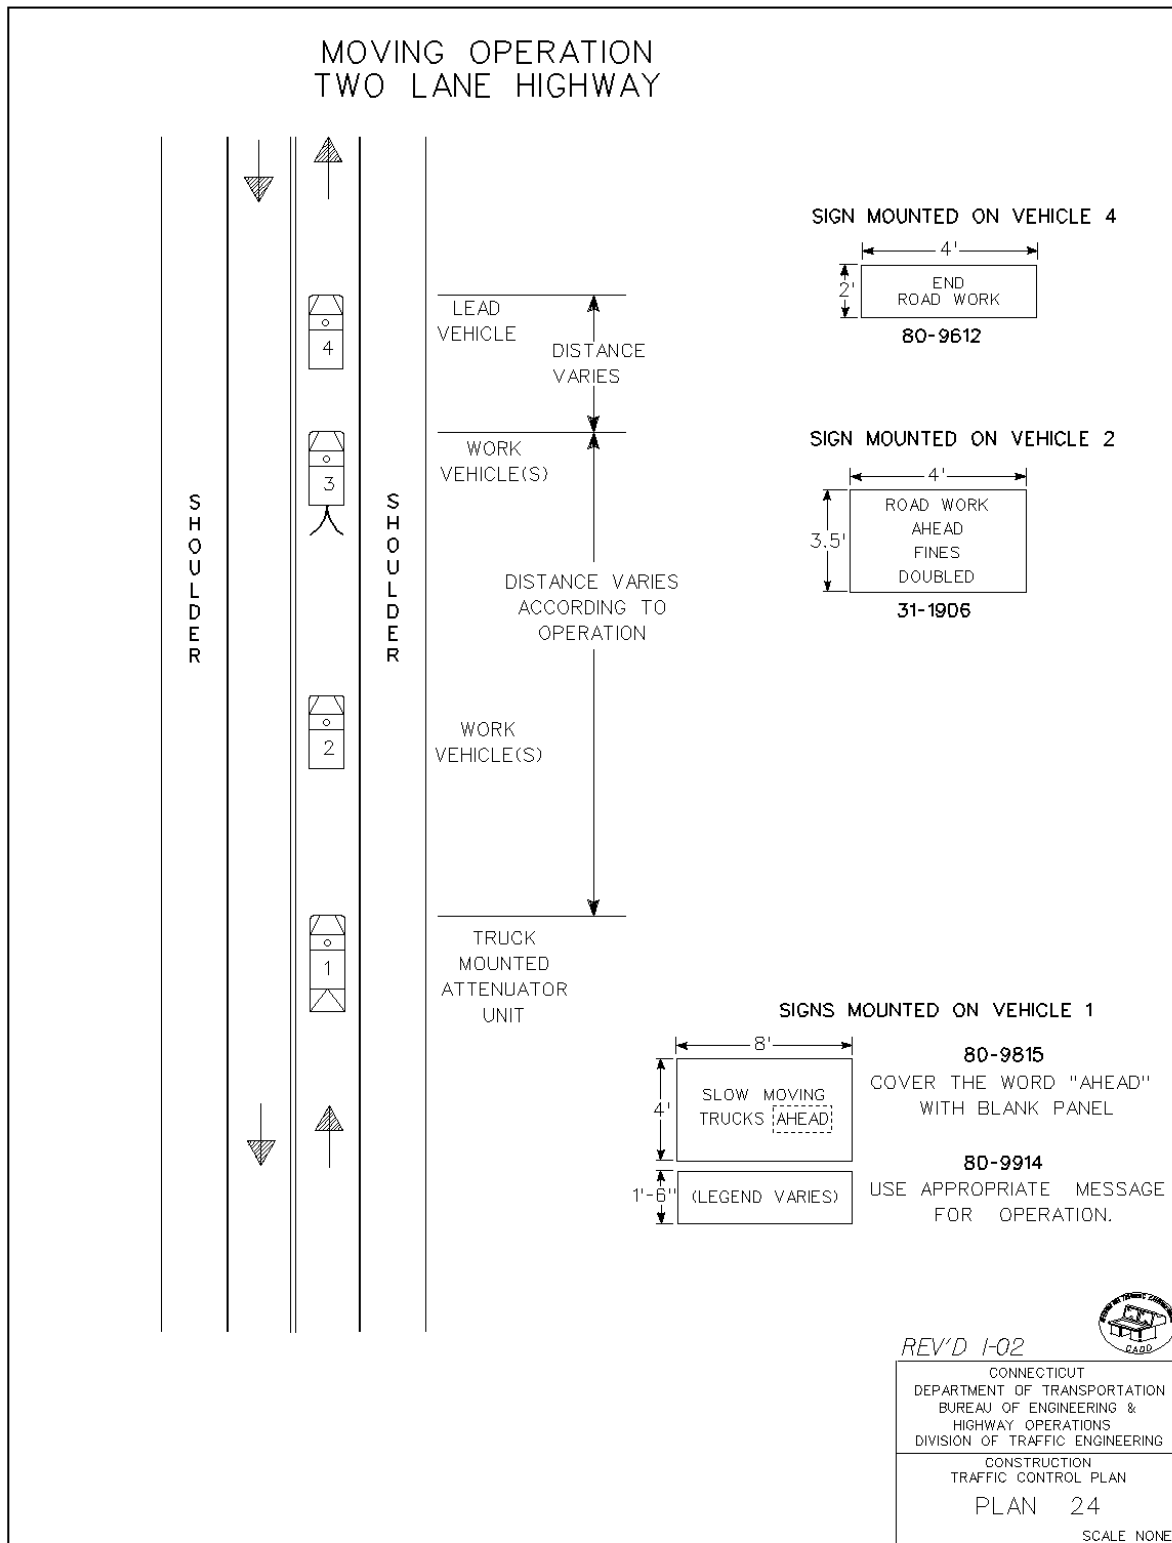 MOVING OPERATION
TWO LANE HIGHWAY
SIGN MOUNTED ON VEHICLE 4
4'
2'
END
ROAD WORK
80-9612
LEAD
VEHICLE
4
DISTANCE
VARIES
SIGN MOUNTED ON VEHICLE 2
4'
3.5'
ROAD WORK
AHEAD
FINES
DOUBLED
31-1906
WORK
VEHICLE(S)
3
SHOULDER
SHOULDER
DISTANCE VARIES
ACCORDING TO
OPERATION
2
WORK
VEHICLE(S)
1
TRUCK
MOUNTED
ATTENUATOR
UNIT
SIGNS MOUNTED ON VEHICLE 1
8'
4'
SLOW MOVING
TRUCKS AHEAD
80-9815
COVER THE WORD "AHEAD"
WITH BLANK PANEL
1'-6"
(LEGEND VARIES)
80-9914
USE APPROPRIATE MESSAGE
FOR OPERATION.
CADD
REV'D 1-02
CONNECTICUT
DEPARTMENT OF TRANSPORTATION
BUREAU OF ENGINEERING &
HIGHWAY OPERATIONS
DIVISION OF TRAFFIC ENGINEERING
CONSTRUCTION
TRAFFIC CONTROL PLAN
PLAN 24
SCALE NONE